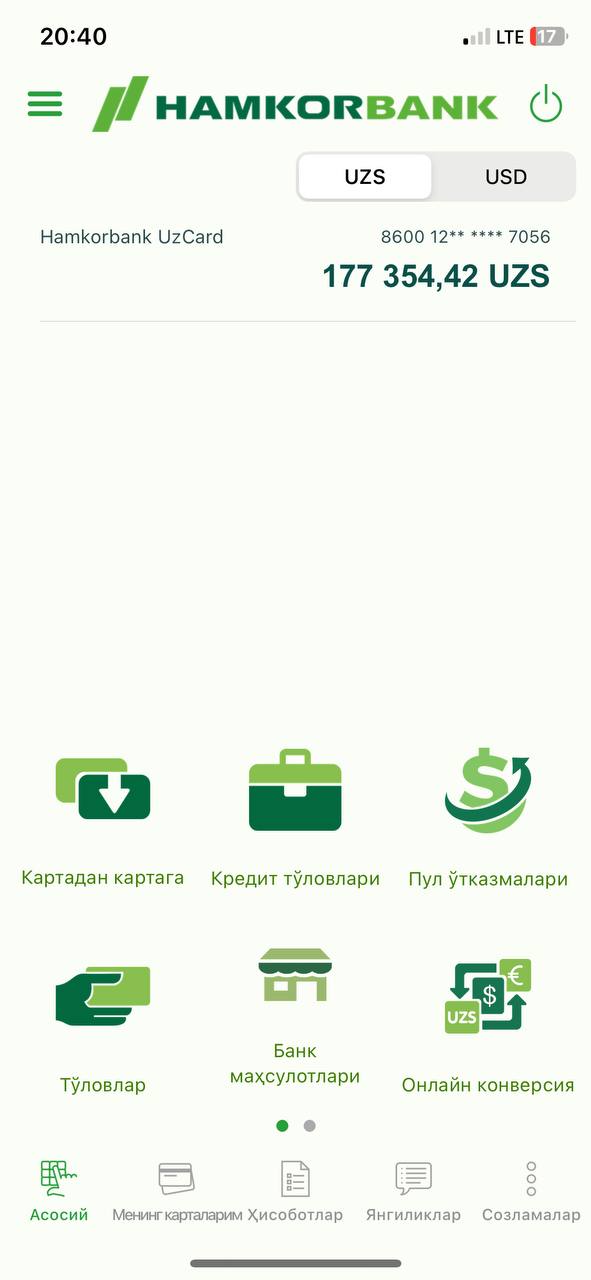 20:40
LTE 17
HAMKORBANK
UZS USD
Hamkorbank UzCard 8600 12** **** 7056
177 354,42 UZS
Картадан картага Кредит тўловлари Пул ўтказмалари
$ € UZS
Тўловлар Банк маҳсулотлари Онлайн конверсия
Асосий Менинг карталарим Ҳисоботлар Янгиликлар Созламалар